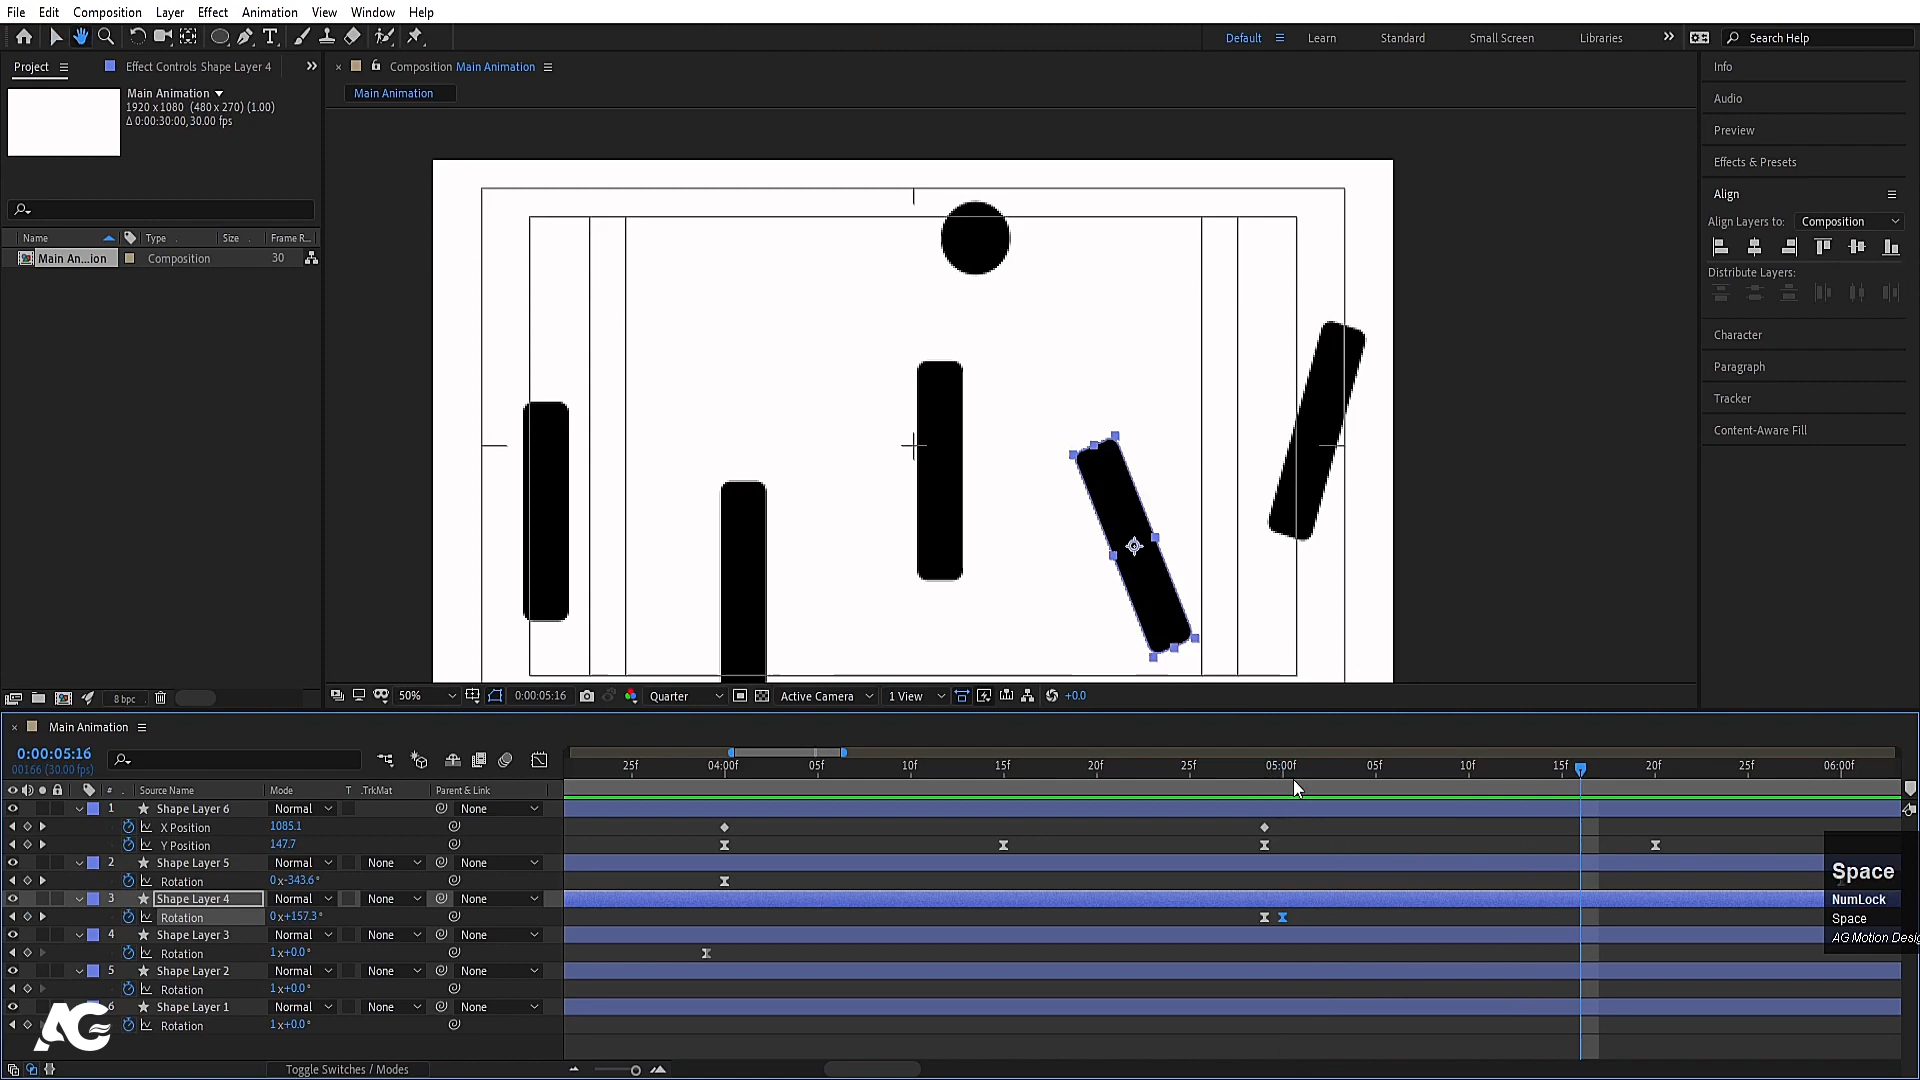 File Edit Composition Layer Effect Animation View Window Help
Default Learn Standard Small Screen Libraries Search Help
Project Effect Controls Shape Layer 4
Composition Main Animation
Main Animation
Main Animation
1920 x 1080 (480 x 270) (1.00)
Δ 0:00:30:00, 30.00 fps
Name Type Size Frame R...
Main An...ion Composition 30
Info
Audio
Preview
Effects & Presets
Align
Align Layers to: Composition
Distribute Layers:
Character
Paragraph
Tracker
Content-Aware Fill
8 bpc
50% 0:00:05:16 Quarter Active Camera 1 View +0.0
Main Animation
0:00:05:16
00166 (30.00 fps)
25f 04:00f 05f 10f 15f 20f 25f 05:00f 05f 10f 15f 20f 25f 06:00f
# Source Name Mode T .TrkMat Parent & Link
1 Shape Layer 6 Normal None
X Position 1085.1
Y Position 147.7
2 Shape Layer 5 Normal None None
Rotation 0x-343.6°
3 Shape Layer 4 Normal None None
Rotation 0x+157.3°
4 Shape Layer 3 Normal None None
Rotation 1x+0.0°
5 Shape Layer 2 Normal None None
Rotation 1x+0.0°
6 Shape Layer 1 Normal None None
Rotation 1x+0.0°
Toggle Switches / Modes
Space
NumLock
Space
AG Motion Desig
AG